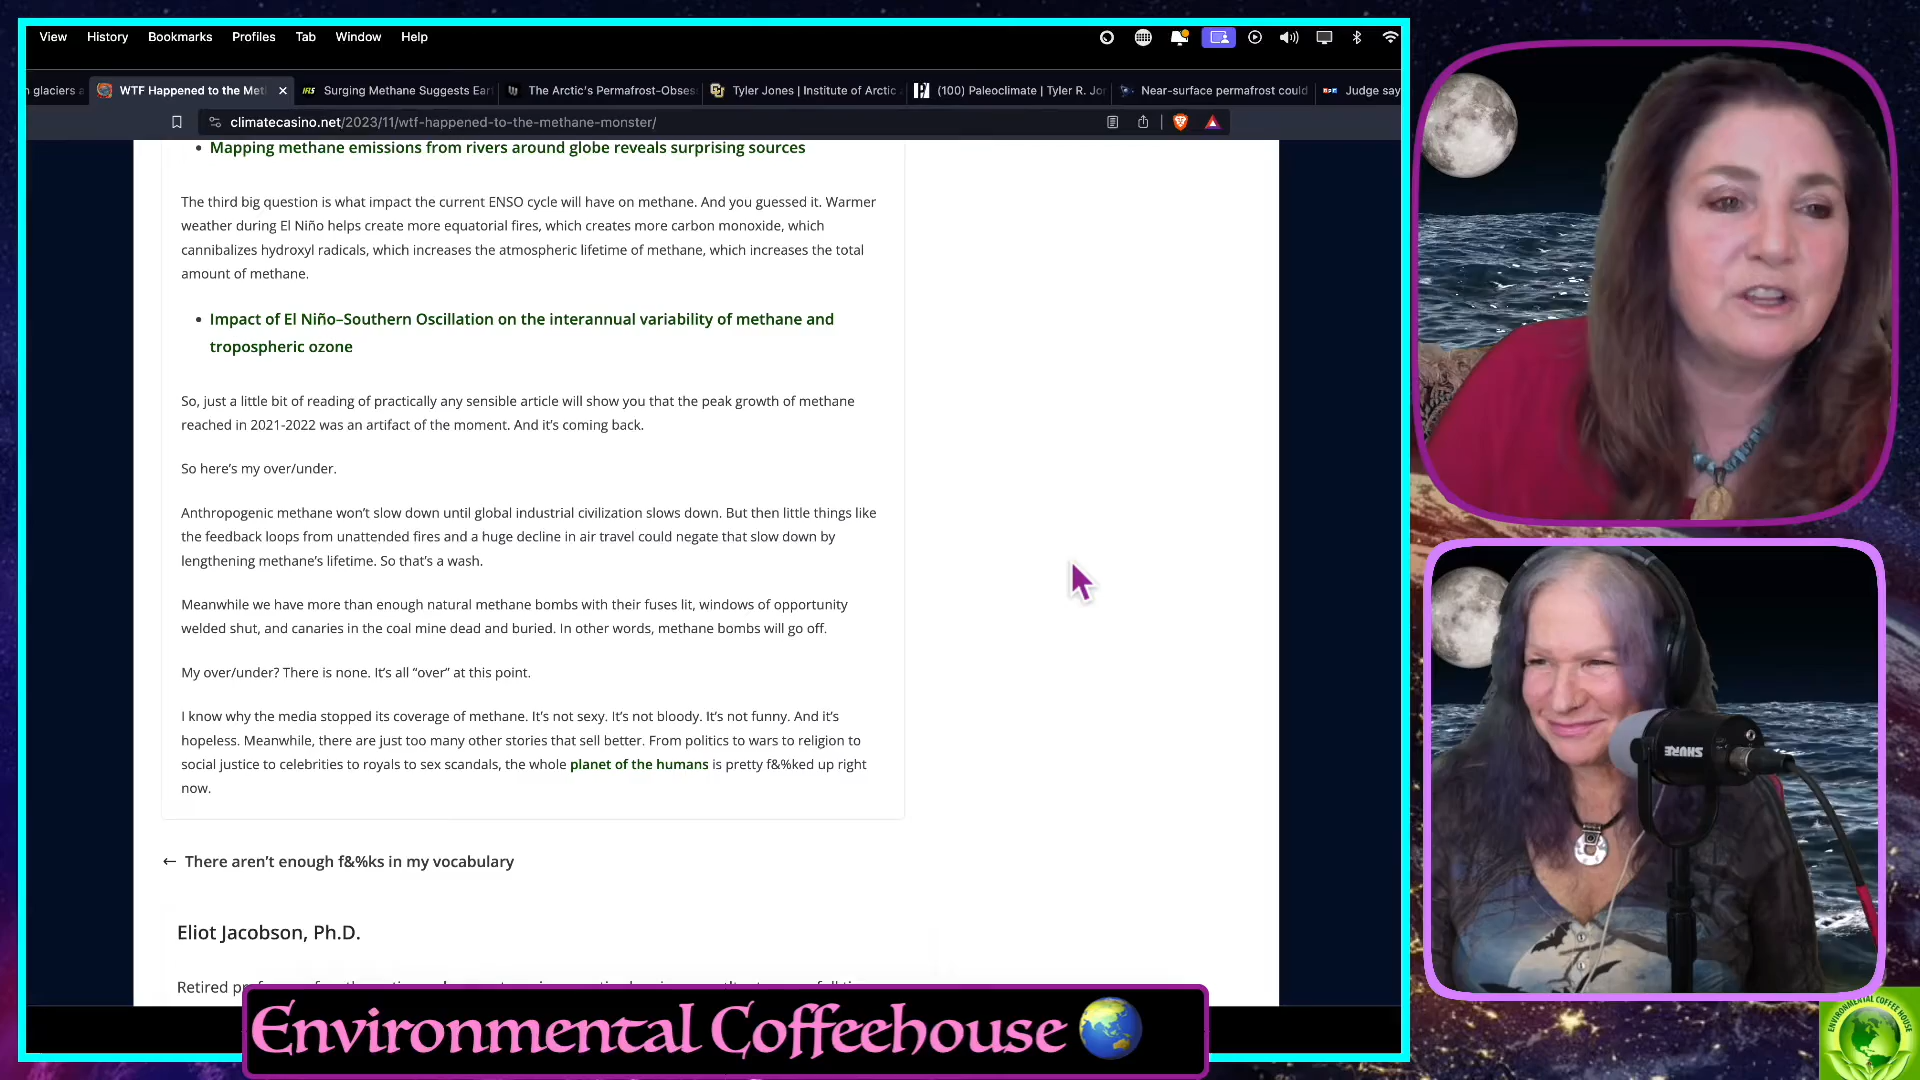 View History Bookmarks Profiles Tab Window Help
glaciers
WTF Happened to the Met
IFLS Surging Methane Suggests Ear
The Arctic's Permafrost-Obses
Tyler Jones | Institute of Arctic
(100) Paleoclimate | Tyler R. Jo
Near-surface permafrost could
Judge say
climatecasino.net/2023/11/wtf-happened-to-the-methane-monster/
• Mapping methane emissions from rivers around globe reveals surprising sources
The third big question is what impact the current ENSO cycle will have on methane. And you guessed it. Warmer
weather during El Niño helps create more equatorial fires, which creates more carbon monoxide, which
cannibalizes hydroxyl radicals, which increases the atmospheric lifetime of methane, which increases the total
amount of methane.
• Impact of El Niño–Southern Oscillation on the interannual variability of methane and
tropospheric ozone
So, just a little bit of reading of practically any sensible article will show you that the peak growth of methane
reached in 2021-2022 was an artifact of the moment. And it's coming back.
So here's my over/under.
Anthropogenic methane won't slow down until global industrial civilization slows down. But then little things like
the feedback loops from unattended fires and a huge decline in air travel could negate that slow down by
lengthening methane's lifetime. So that's a wash.
Meanwhile we have more than enough natural methane bombs with their fuses lit, windows of opportunity
welded shut, and canaries in the coal mine dead and buried. In other words, methane bombs will go off.
My over/under? There is none. It's all “over” at this point.
I know why the media stopped its coverage of methane. It's not sexy. It's not bloody. It's not funny. And it's
hopeless. Meanwhile, there are just too many other stories that sell better. From politics to wars to religion to
social justice to celebrities to royals to sex scandals, the whole planet of the humans is pretty f&%ked up right
now.
← There aren't enough f&%ks in my vocabulary
Eliot Jacobson, Ph.D.
Retired
Environmental Coffeehouse
SHURE
ENVIRONMENTAL COFFEEHOUSE